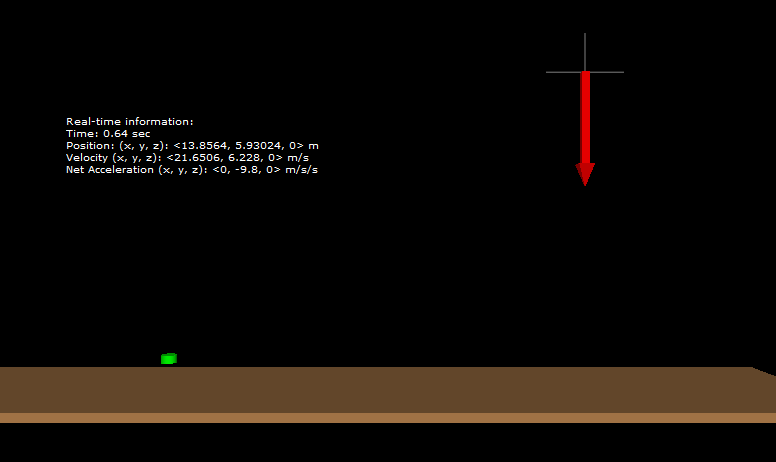 Real-time information:
Time: 0.64 sec
Position: (x, y, z): <13.8564, 5.93024, 0> m
Velocity (x, y, z): <21.6506, 6.228, 0> m/s
Net Acceleration (x, y, z): <0, -9.8, 0> m/s/s